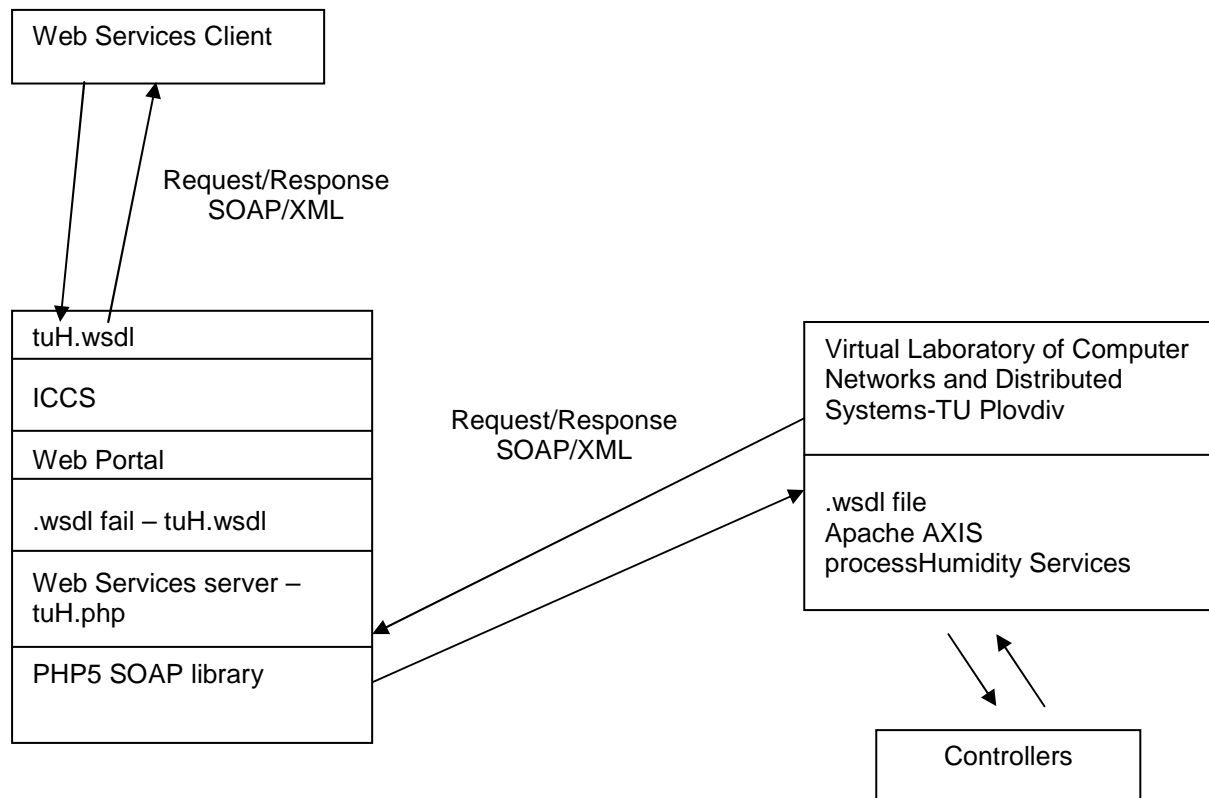 Web Services Client
Request/Response
SOAP/XML
tuH.wsdl
ICCS
Web Portal
.wsdl fail – tuH.wsdl
Web Services server –
tuH.php
PHP5 SOAP library
Request/Response
SOAP/XML
Virtual Laboratory of Computer
Networks and Distributed
Systems-TU Plovdiv
.wsdl file
Apache AXIS
processHumidity Services
Controllers